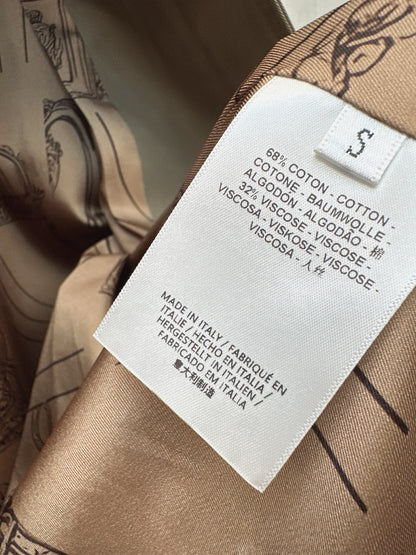 S
68% COTON - COTTON -
COTONE - BAUMWOLLE -
ALGODÓN - ALGODÃO - 棉
32% VISCOSE - VISCOSE -
VISCOSA - VISKOSE - VISCOSE -
VISCOSA - 人丝
MADE IN ITALY / FABRIQUÉ EN
ITALIE / HECHO EN ITALIA /
HERGESTELLT IN ITALIEN /
FABRICADO EM ITALIA
意大利制造